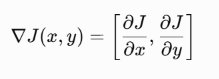 ∇J(x, y) = [∂J/∂x, ∂J/∂y]